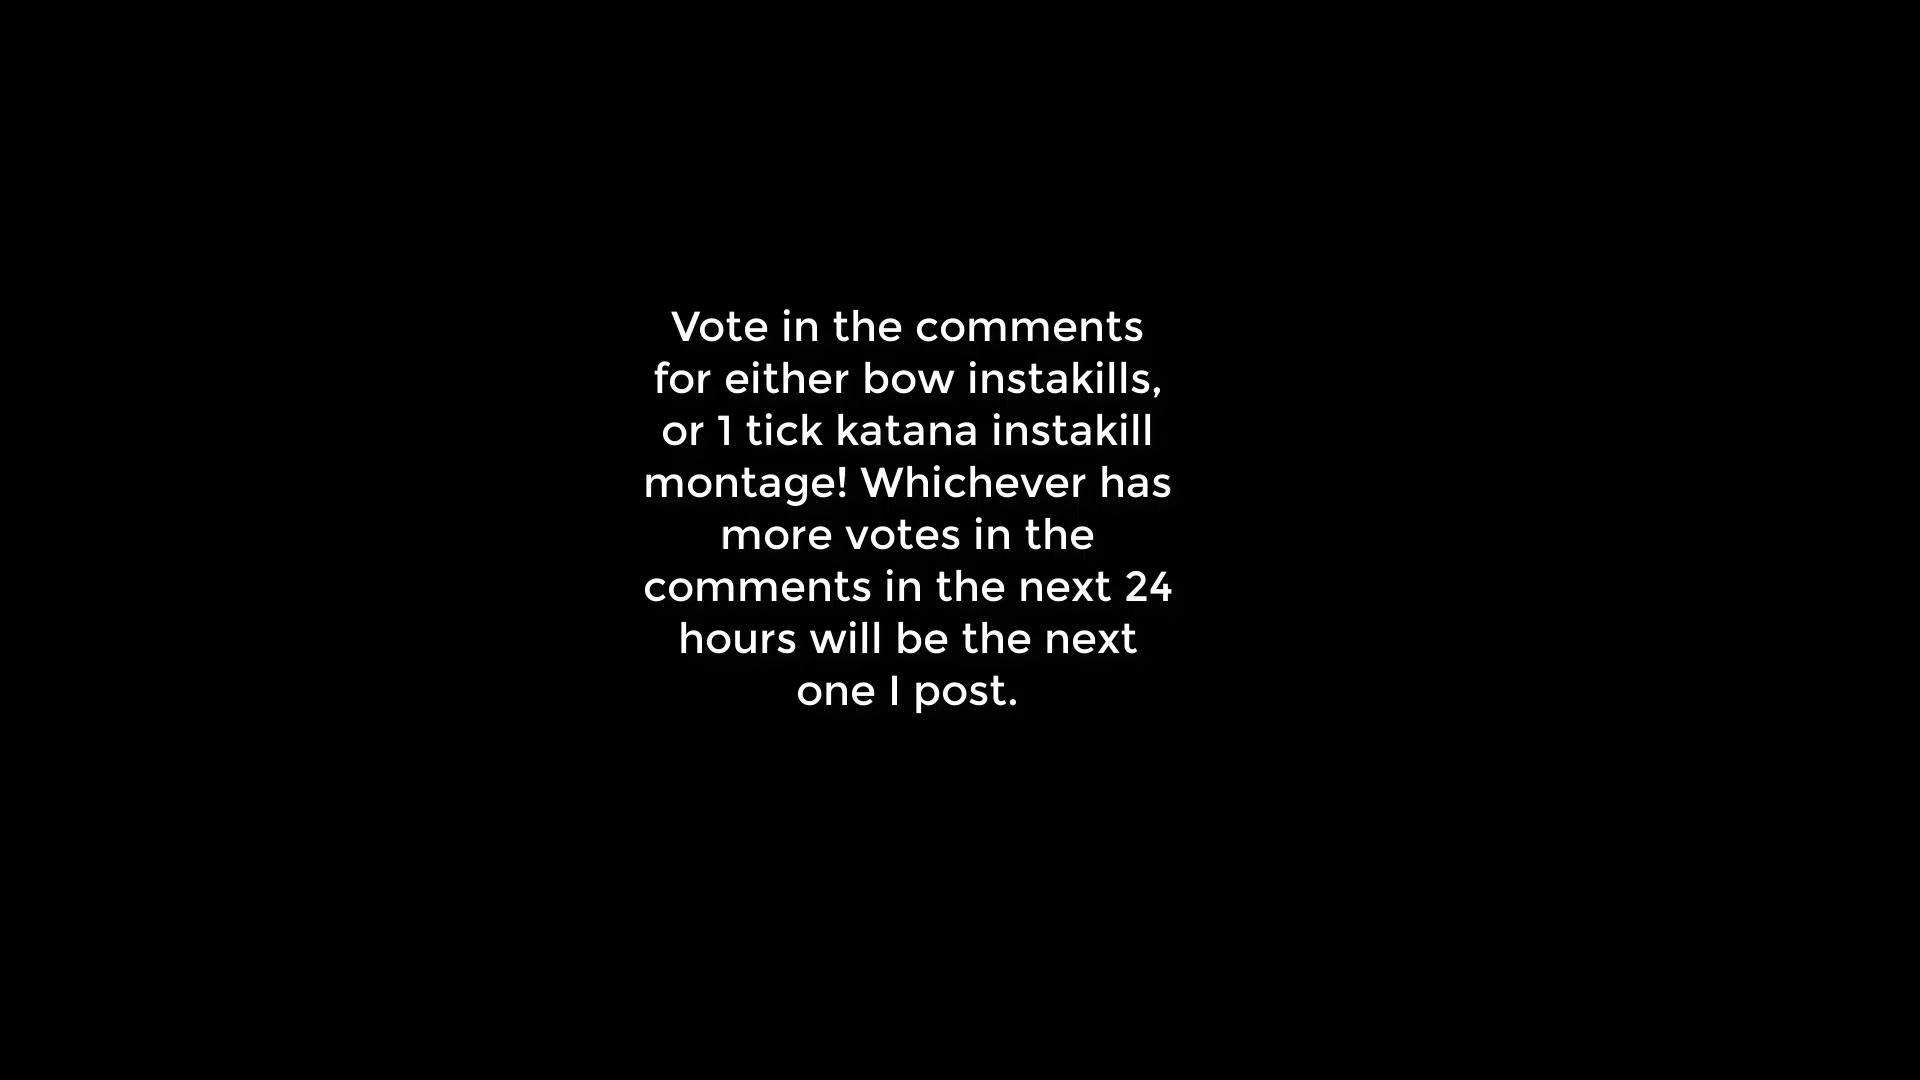 Vote in the comments
for either bow instakills,
or 1 tick katana instakill
montage! Whichever has
more votes in the
comments in the next 24
hours will be the next
one I post.